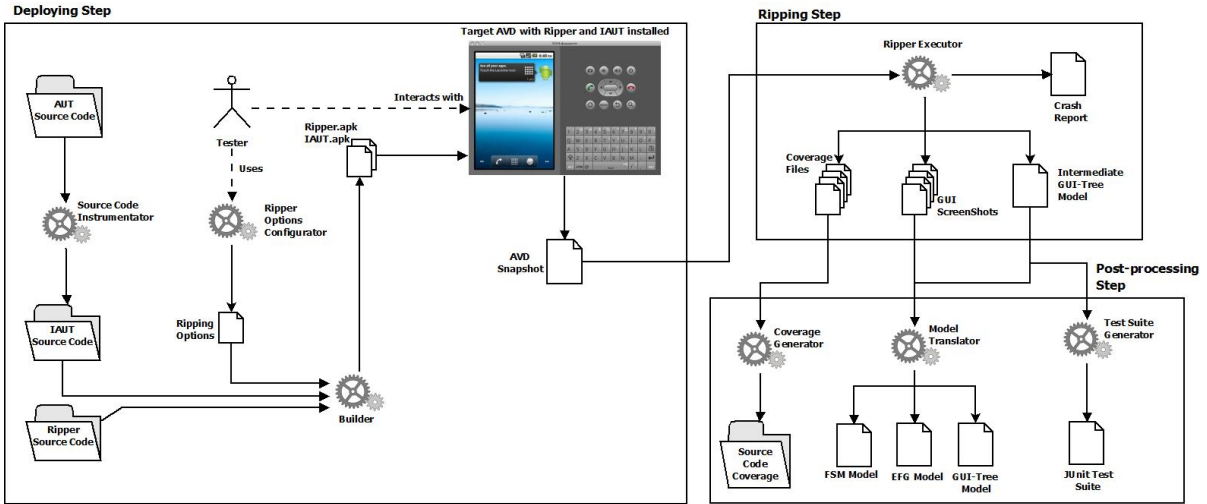 Deploying Step
AUT
Source Code
Tester
Interacts with
Uses
Source Code
Instrumentator
Ripper
Options
Configurator
IAUT
Source Code
Ripping
Options
Ripper
Source Code
Builder
Ripper.apk
IAUT.apk
Target AVD with Ripper and IAUT installed
AVD
Snapshot
Ripping Step
Ripper Executor
Crash
Report
Coverage
Files
GUI
ScreenShots
Intermediate
GUI-Tree
Model
Post-processing
Step
Coverage
Generator
Model
Translator
Test Suite
Generator
Source
Code
Coverage
FSM Model
EFG Model
GUI-Tree
Model
JUnit Test
Suite